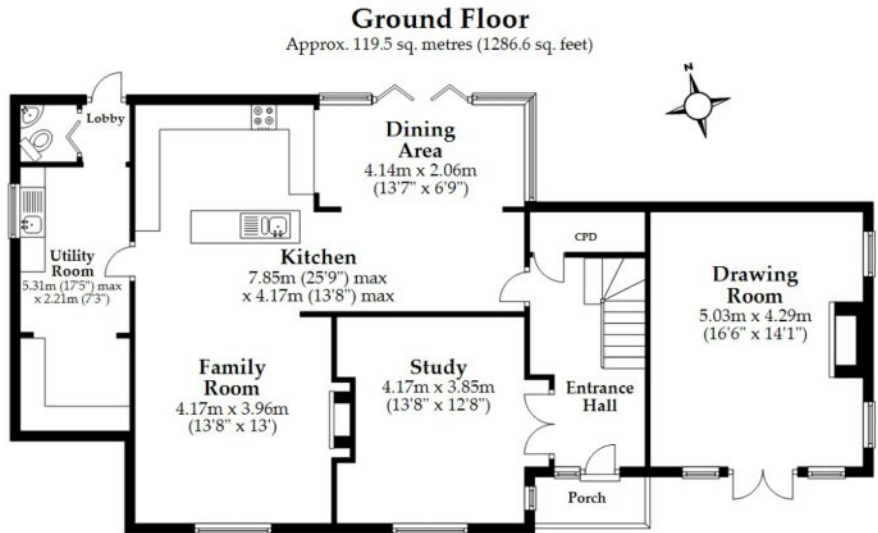 Ground Floor
Approx. 119.5 sq. metres (1286.6 sq. feet)
N
Lobby
Dining
Area
4.14m x 2.06m
(13'7" x 6'9")
Utility
Room
5.31m (17'5") max
x 2.21m (7'3")
Kitchen
7.85m (25'9") max
x 4.17m (13'8") max
CPD
Drawing
Room
5.03m x 4.29m
(16'6" x 14'1")
Family
Room
4.17m x 3.96m
(13'8" x 13')
Study
4.17m x 3.85m
(13'8" x 12'8")
Entrance
Hall
Porch